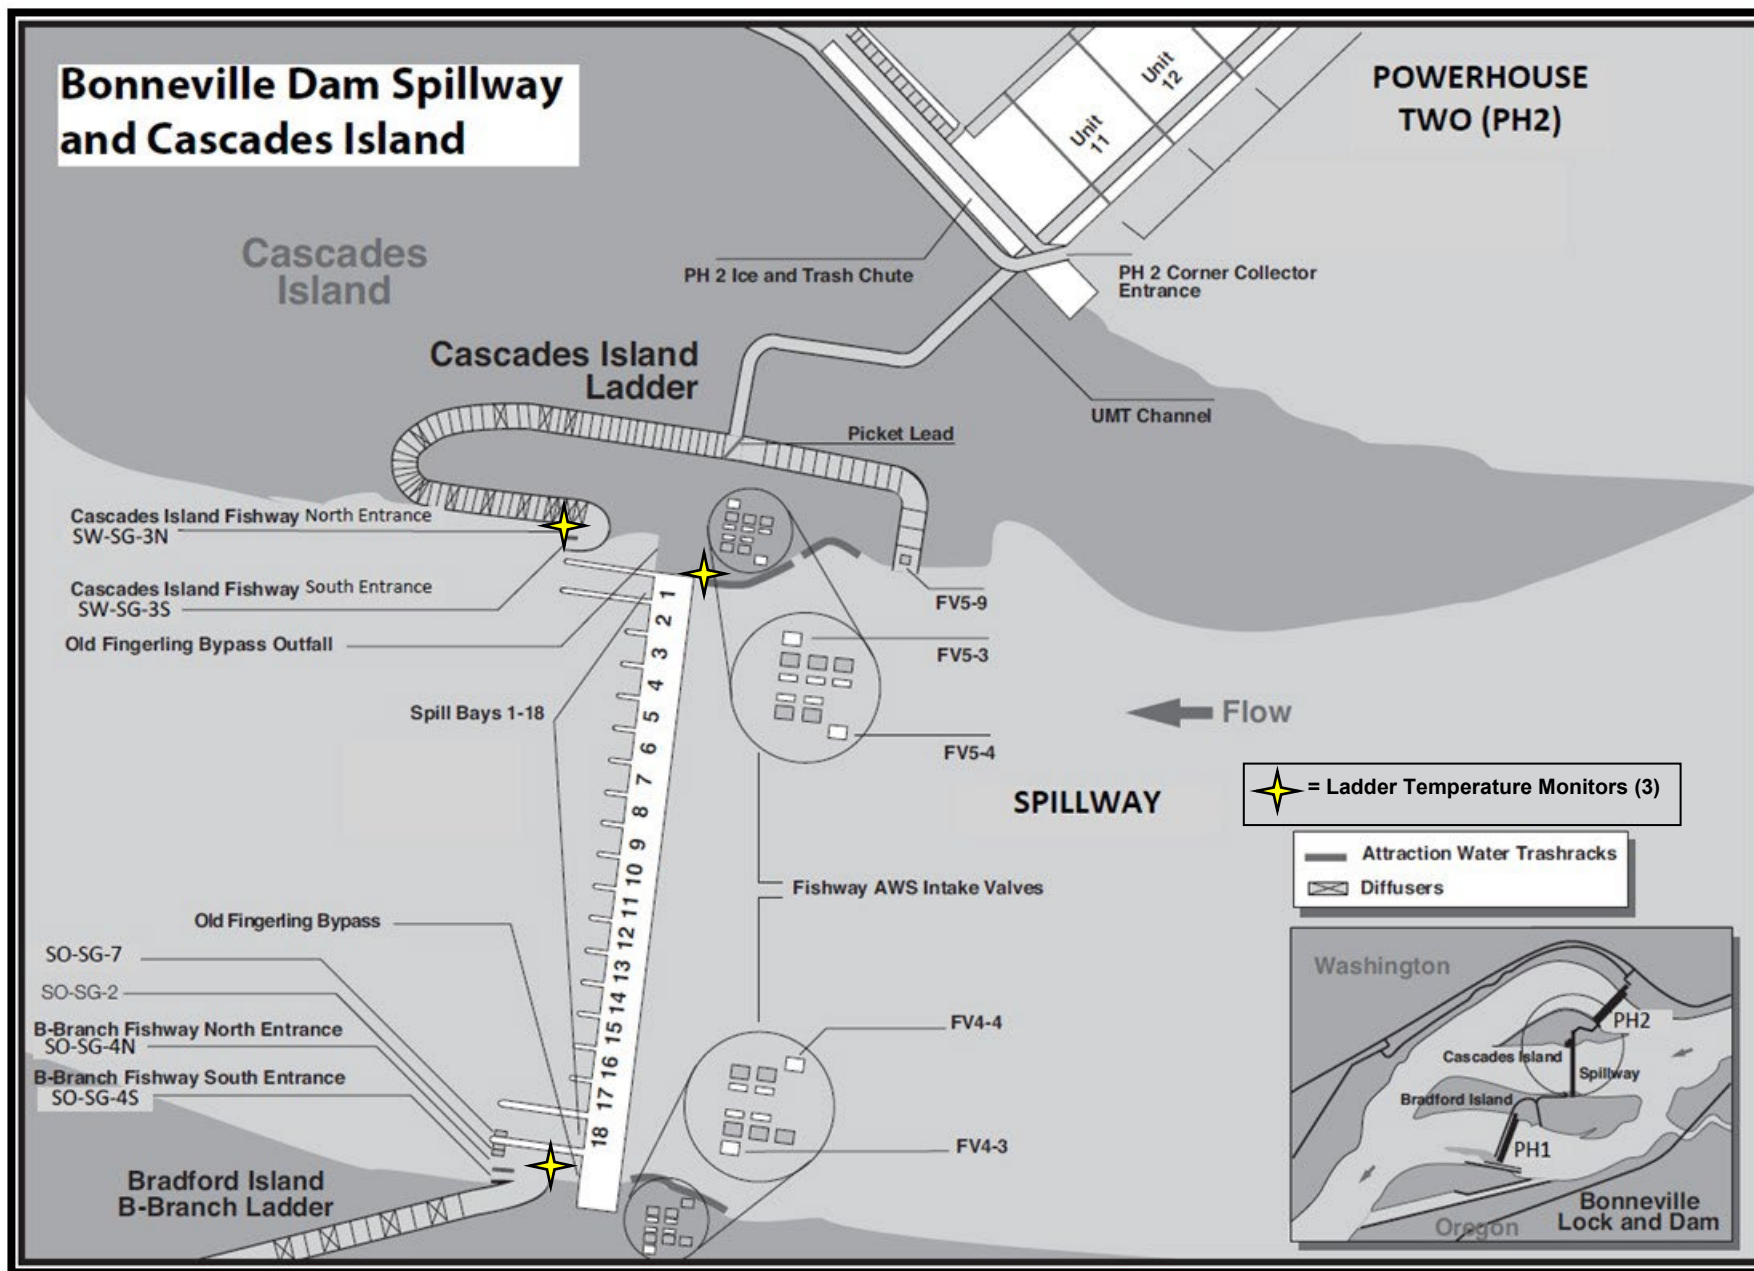 Bonneville Dam Spillway
and Cascades Island
POWERHOUSE
TWO (PH2)
Unit
12
Unit
11
Cascades
Island
PH 2 Ice and Trash Chute
PH 2 Corner Collector
Entrance
Cascades Island
Ladder
UMT Channel
Picket Lead
Cascades Island Fishway North Entrance
SW-SG-3N
Cascades Island Fishway South Entrance
SW-SG-3S
Old Fingerling Bypass Outfall
FV5-9
FV5-3
FV5-4
Spill Bays 1-18
1
2
3
4
5
6
7
8
9
10
11
12
13
14
15
16
17
18
Flow
SPILLWAY
= Ladder Temperature Monitors (3)
Attraction Water Trashracks
Diffusers
Fishway AWS Intake Valves
Old Fingerling Bypass
SO-SG-7
SO-SG-2
B-Branch Fishway North Entrance
SO-SG-4N
B-Branch Fishway South Entrance
SO-SG-4S
FV4-4
FV4-3
Bradford Island
B-Branch Ladder
Washington
PH2
Cascades Island
Spillway
Bradford Island
PH1
Bonneville
Lock and Dam
Oregon